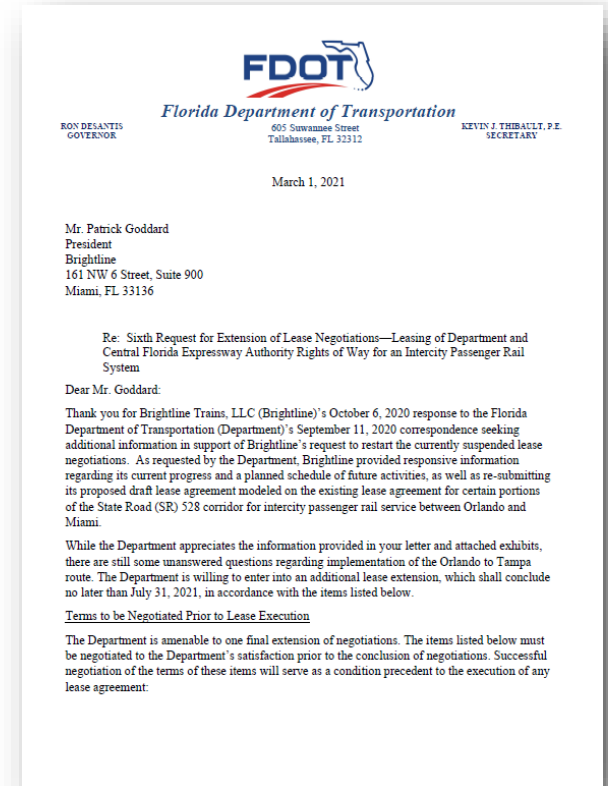 FDOT
Florida Department of Transportation
RON DESANTIS
GOVERNOR
605 Suwannee Street
Tallahassee, FL 32312
KEVIN J. THIBAULT, P.E.
SECRETARY
March 1, 2021
Mr. Patrick Goddard
President
Brightline
161 NW 6 Street, Suite 900
Miami, FL 33136
Re: Sixth Request for Extension of Lease Negotiations—Leasing of Department and
Central Florida Expressway Authority Rights of Way for an Intercity Passenger Rail
System
Dear Mr. Goddard:
Thank you for Brightline Trains, LLC (Brightline)'s October 6, 2020 response to the Florida
Department of Transportation (Department)'s September 11, 2020 correspondence seeking
additional information in support of Brightline's request to restart the currently suspended lease
negotiations. As requested by the Department, Brightline provided responsive information
regarding its current progress and a planned schedule of future activities, as well as re-submitting
its proposed draft lease agreement modeled on the existing lease agreement for certain portions
of the State Road (SR) 528 corridor for intercity passenger rail service between Orlando and
Miami.
While the Department appreciates the information provided in your letter and attached exhibits,
there are still some unanswered questions regarding implementation of the Orlando to Tampa
route. The Department is willing to enter into an additional lease extension, which shall conclude
no later than July 31, 2021, in accordance with the items listed below.
Terms to be Negotiated Prior to Lease Execution
The Department is amenable to one final extension of negotiations. The items listed below must
be negotiated to the Department's satisfaction prior to the conclusion of negotiations. Successful
negotiation of the terms of these items will serve as a condition precedent to the execution of any
lease agreement: